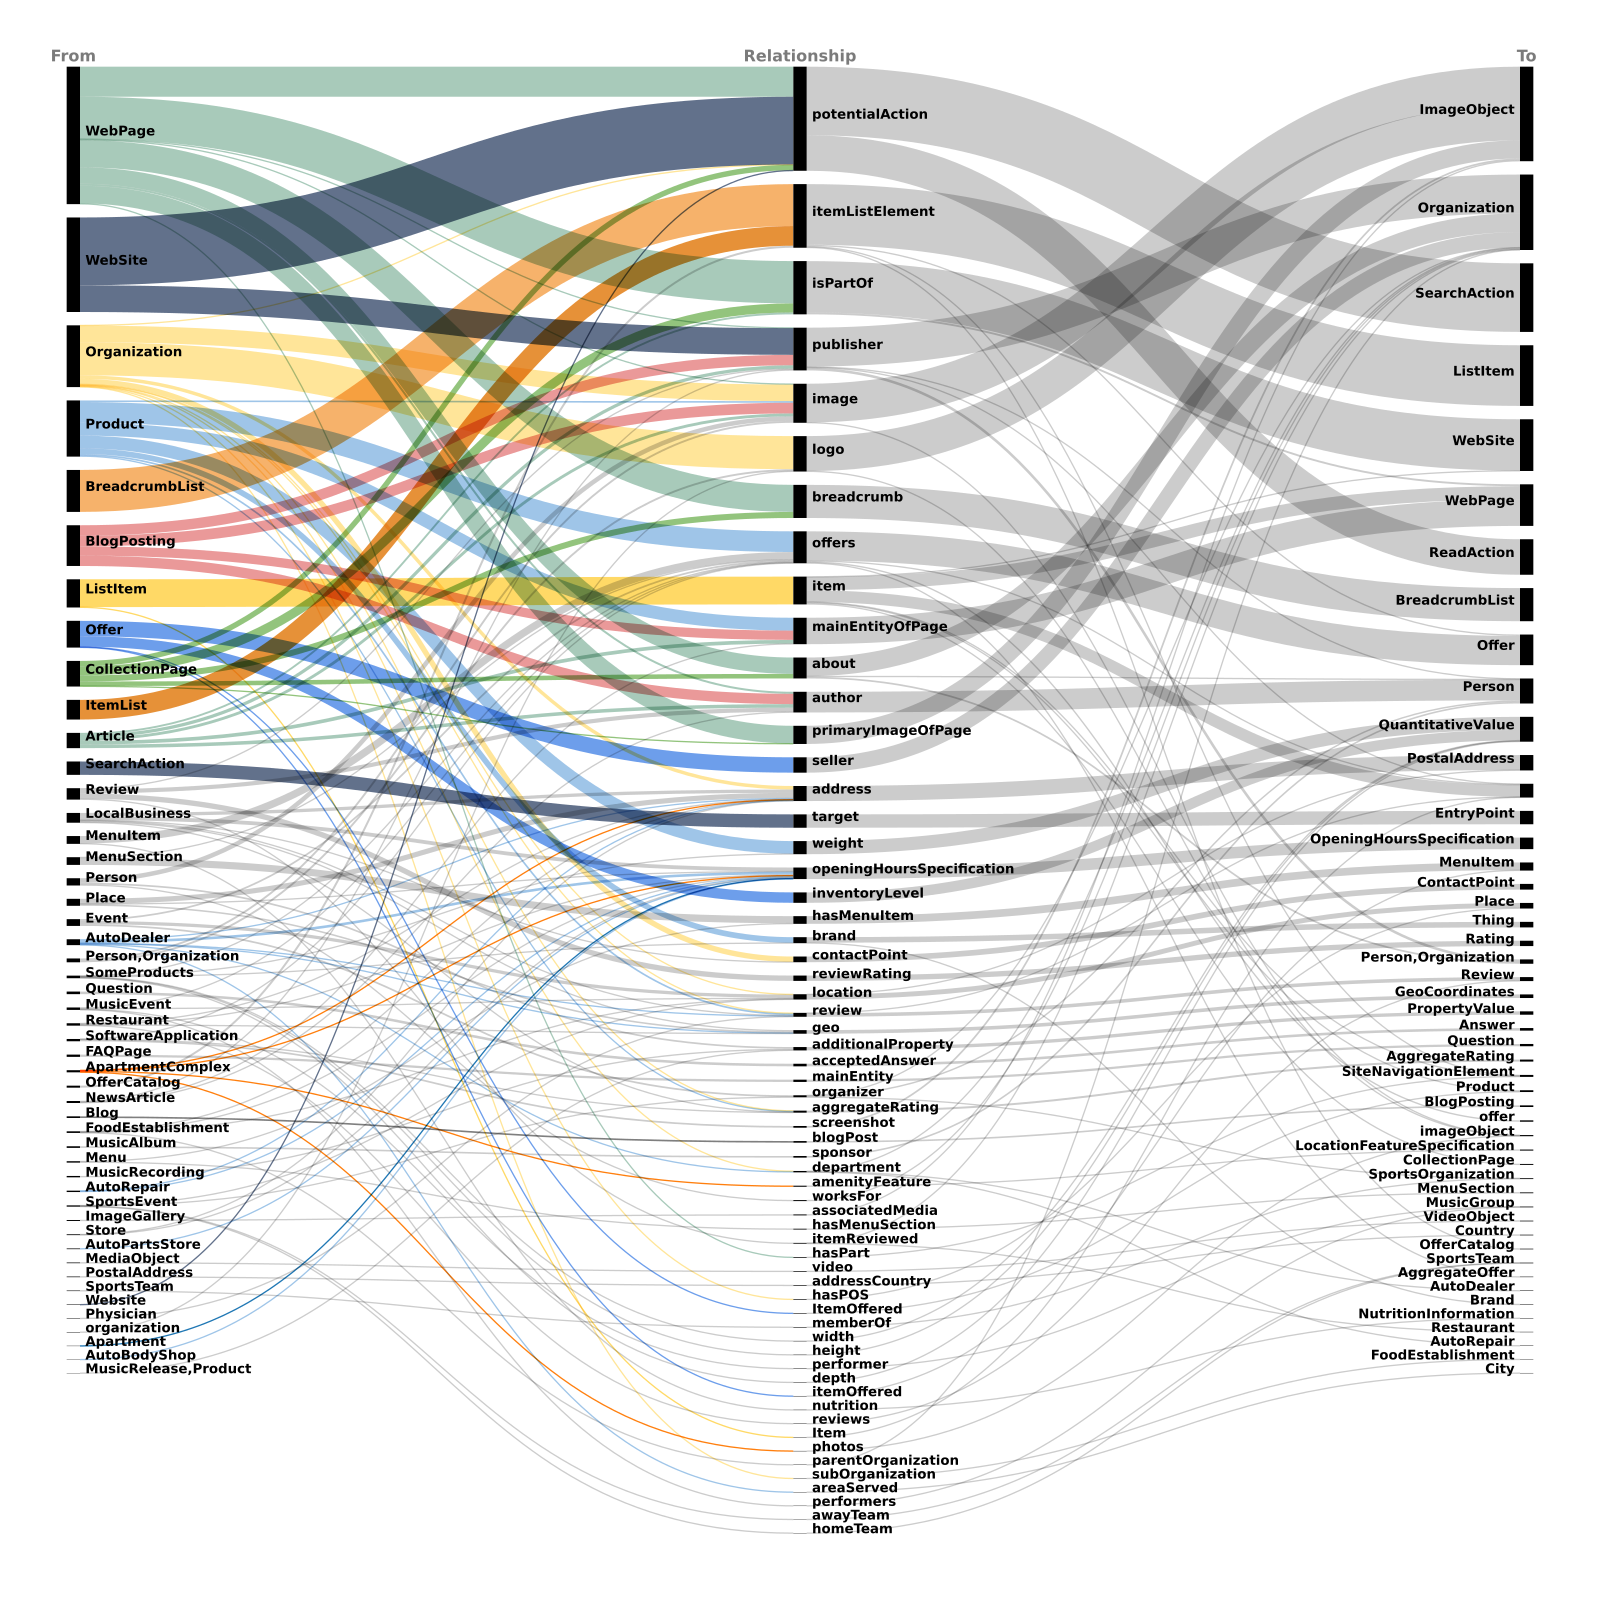 From
Relationship
To
WebPage
WebSite
Organization
Product
BreadcrumbList
BlogPosting
ListItem
Offer
CollectionPage
ItemList
Article
SearchAction
Review
LocalBusiness
MenuItem
MenuSection
Person
Place
Event
AutoDealer
Person,Organization
SomeProducts
Question
MusicEvent
Restaurant
SoftwareApplication
FAQPage
ApartmentComplex
OfferCatalog
NewsArticle
Blog
FoodEstablishment
MusicAlbum
Menu
MusicRecording
AutoRepair
SportsEvent
ImageGallery
Store
AutoPartsStore
MediaObject
PostalAddress
SportsTeam
Website
Physician
organization
Apartment
AutoBodyShop
MusicRelease,Product
potentialAction
itemListElement
isPartOf
publisher
image
logo
breadcrumb
offers
item
mainEntityOfPage
about
author
primaryImageOfPage
seller
address
target
weight
openingHoursSpecification
inventoryLevel
hasMenuItem
brand
contactPoint
reviewRating
location
review
geo
additionalProperty
acceptedAnswer
mainEntity
organizer
aggregateRating
screenshot
blogPost
sponsor
department
amenityFeature
worksFor
associatedMedia
hasMenuSection
itemReviewed
hasPart
video
addressCountry
hasPOS
ItemOffered
memberOf
width
height
performer
depth
itemOffered
nutrition
reviews
Item
photos
parentOrganization
subOrganization
areaServed
performers
awayTeam
homeTeam
ImageObject
Organization
SearchAction
ListItem
WebSite
WebPage
ReadAction
BreadcrumbList
Offer
Person
QuantitativeValue
PostalAddress
EntryPoint
OpeningHoursSpecification
MenuItem
ContactPoint
Place
Thing
Rating
Person,Organization
Review
GeoCoordinates
PropertyValue
Answer
Question
AggregateRating
SiteNavigationElement
Product
BlogPosting
offer
imageObject
LocationFeatureSpecification
CollectionPage
SportsOrganization
MenuSection
MusicGroup
VideoObject
Country
OfferCatalog
SportsTeam
AggregateOffer
AutoDealer
Brand
NutritionInformation
Restaurant
AutoRepair
FoodEstablishment
City